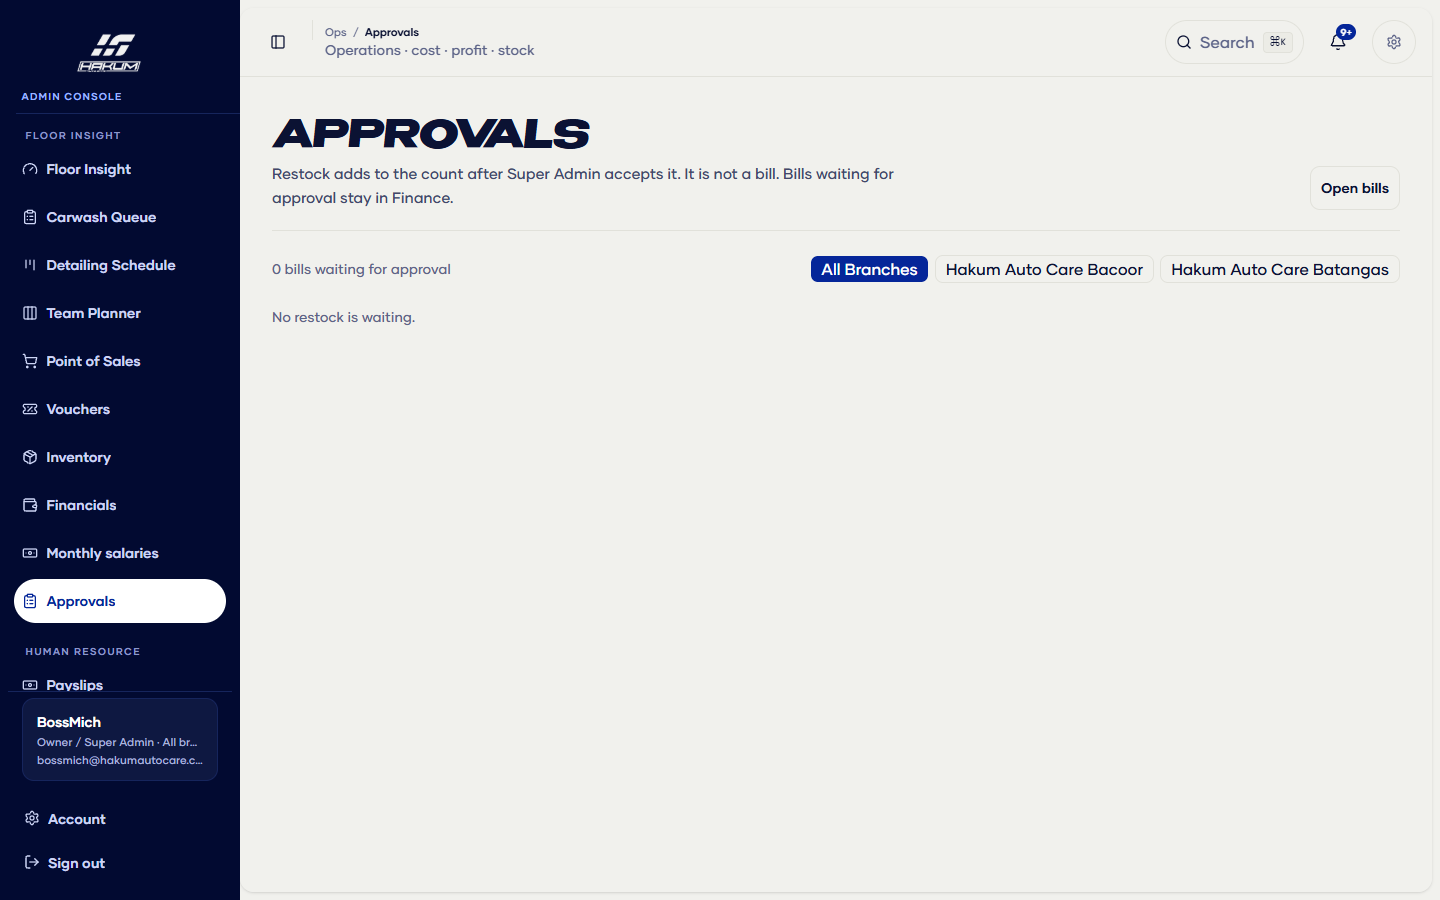 HAKUM
ADMIN CONSOLE
FLOOR INSIGHT
Floor Insight
Carwash Queue
Detailing Schedule
Team Planner
Point of Sales
Vouchers
Inventory
Financials
Monthly salaries
Approvals
HUMAN RESOURCE
Payslips
BossMich
Owner / Super Admin · All br...
bossmich@hakumautocare.c...
Account
Sign out
Ops / Approvals
Operations · cost · profit · stock
Search ⌘K
9+
APPROVALS
Restock adds to the count after Super Admin accepts it. It is not a bill. Bills waiting for
approval stay in Finance.
Open bills
0 bills waiting for approval
All Branches
Hakum Auto Care Bacoor
Hakum Auto Care Batangas
No restock is waiting.